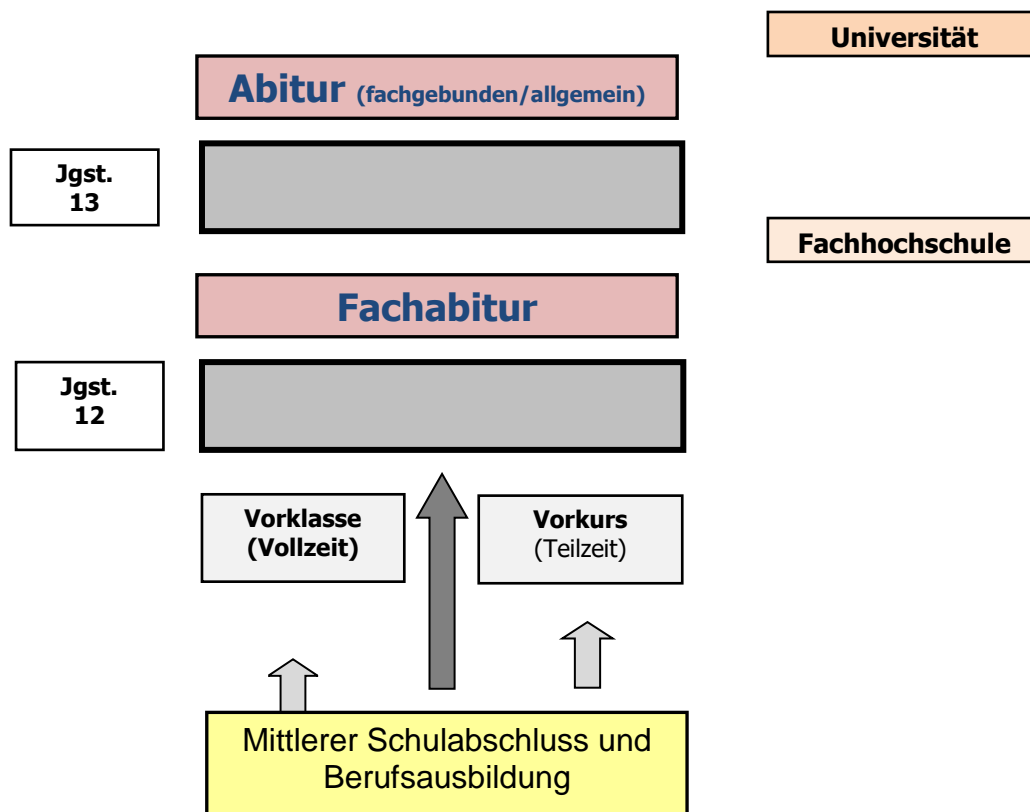 Universität
Abitur (fachgebunden/allgemein)
Jgst.
13
Fachhochschule
Fachabitur
Jgst.
12
Vorklasse
(Vollzeit)
Vorkurs
(Teilzeit)
Mittlerer Schulabschluss und
Berufsausbildung